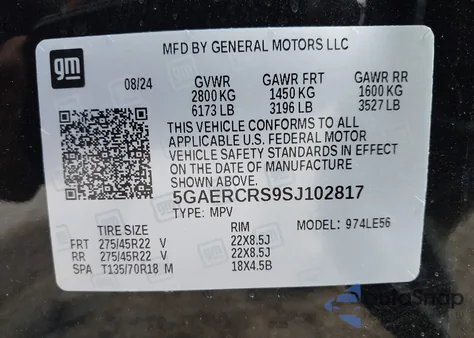 MFD BY GENERAL MOTORS LLC
gm
08/24 GVWR GAWR FRT GAWR RR
2800 KG 1450 KG 1600 KG
6173 LB 3196 LB 3527 LB
THIS VEHICLE CONFORMS TO ALL
APPLICABLE U.S. FEDERAL MOTOR
VEHICLE SAFETY STANDARDS IN EFFECT
ON THE DATE OF MANUFACTURE
SHOWN ABOVE.
5GAERCRS9SJ102817
TYPE: MPV
MODEL: 974LE56
TIRE SIZE RIM
FRT 275/45R22 V 22X8.5J
RR 275/45R22 V 22X8.5J
SPA T135/70R18 M 18X4.5B